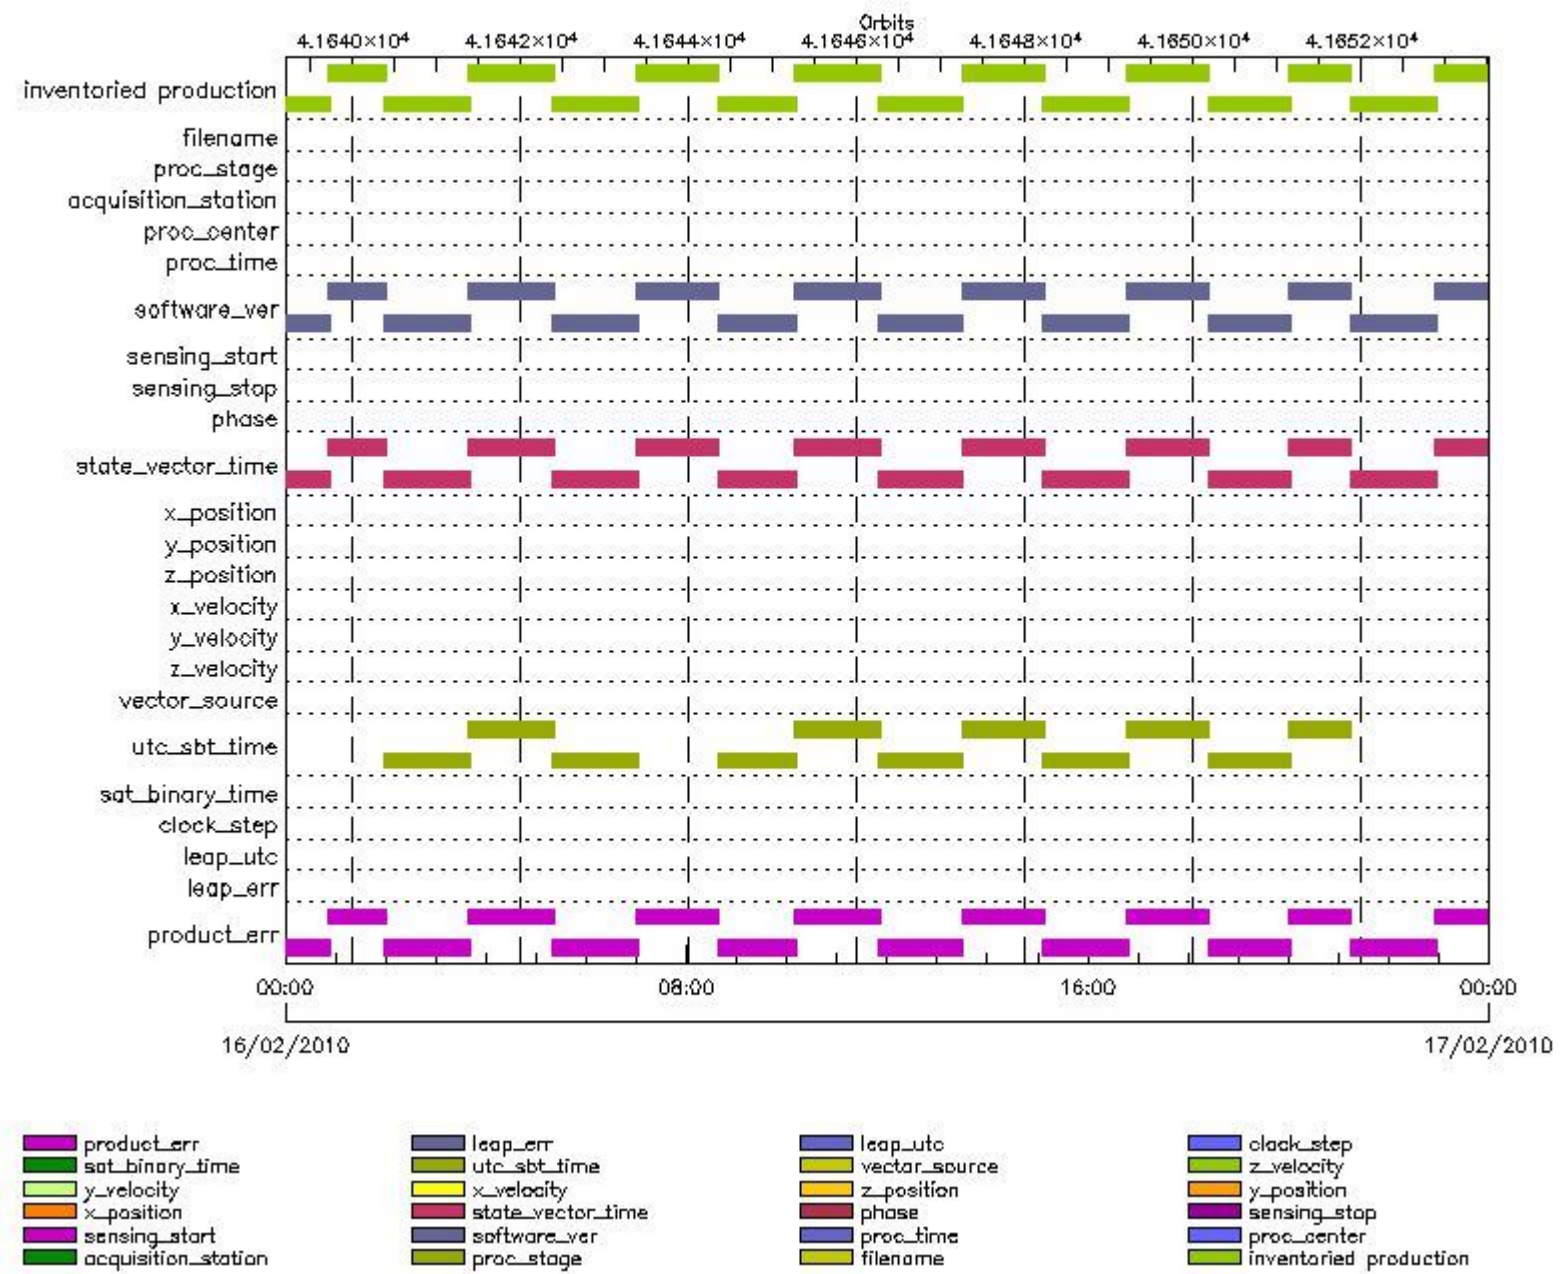 Orbits
4.1640×10⁴ 4.1642×10⁴ 4.1644×10⁴ 4.1646×10⁴ 4.1648×10⁴ 4.1650×10⁴ 4.1652×10⁴
inventoried production
filename
proc_stage
acquisition_station
proc_center
proc_time
software_ver
sensing_start
sensing_stop
phase
state_vector_time
x_position
y_position
z_position
x_velocity
y_velocity
z_velocity
vector_source
utc_sbt_time
sat_binary_time
clock_step
leap_utc
leap_err
product_err
00:00 08:00 16:00 00:00
16/02/2010 17/02/2010
product_err leap_err leap_utc clock_step
sat_binary_time utc_sbt_time vector_source z_velocity
y_velocity x_velocity z_position y_position
x_position state_vector_time phase sensing_stop
sensing_start software_ver proc_time proc_center
acquisition_station proc_stage filename inventoried production